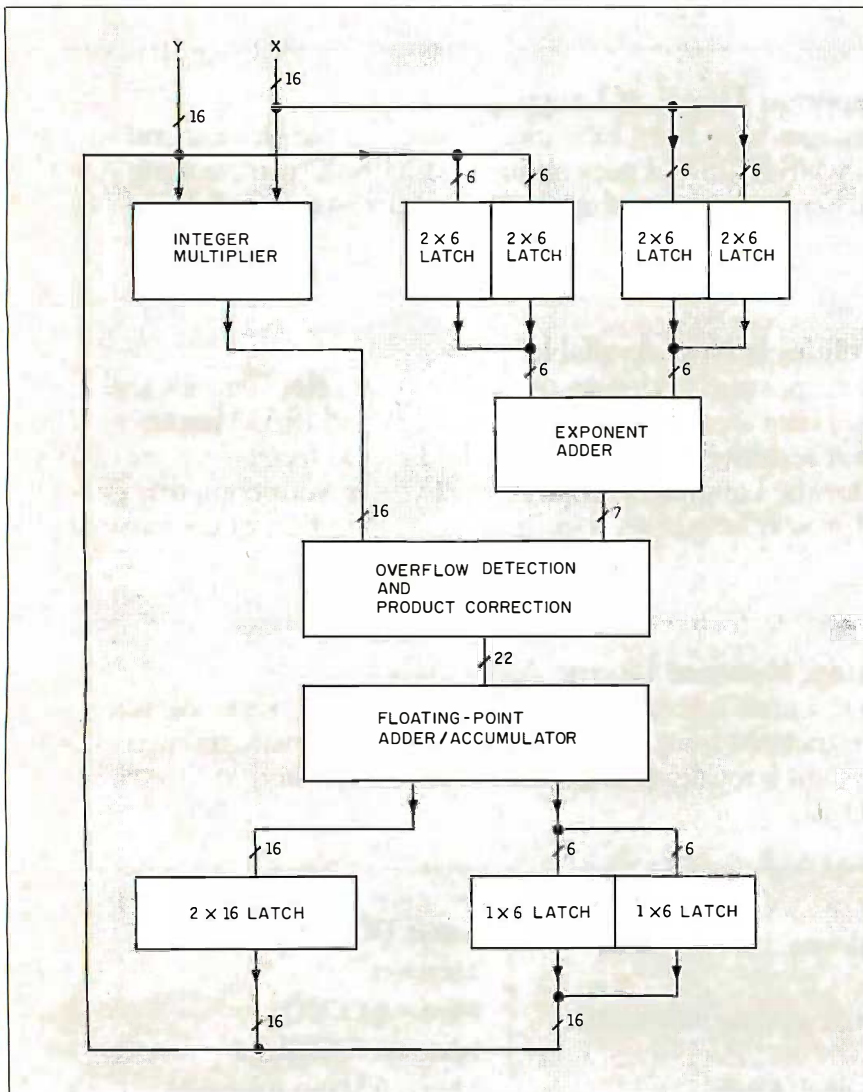 Y X
16
16
6 6 6 6
INTEGER
MULTIPLIER
2 × 6
LATCH
2 × 6
LATCH
2 × 6
LATCH
2 × 6
LATCH
6 6
EXPONENT
ADDER
16 7
OVERFLOW DETECTION
AND
PRODUCT CORRECTION
22
FLOATING-POINT
ADDER/ACCUMULATOR
16 6 6
2 × 16 LATCH
1 × 6 LATCH
1 × 6 LATCH
16 16